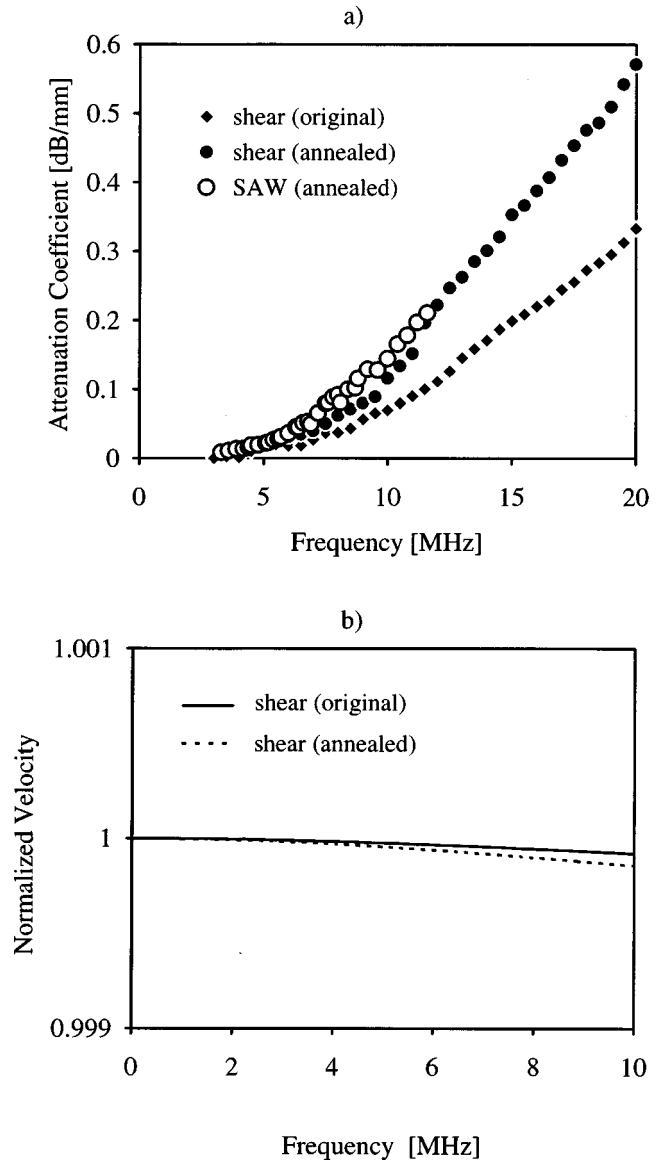 a)
Attenuation Coefficient [dB/mm]
0.6
0.5
0.4
0.3
0.2
0.1
0
shear (original)
shear (annealed)
SAW (annealed)
0 5 10 15 20
Frequency [MHz]
b)
Normalized Velocity
1.001
1
0.999
shear (original)
shear (annealed)
0 2 4 6 8 10
Frequency [MHz]